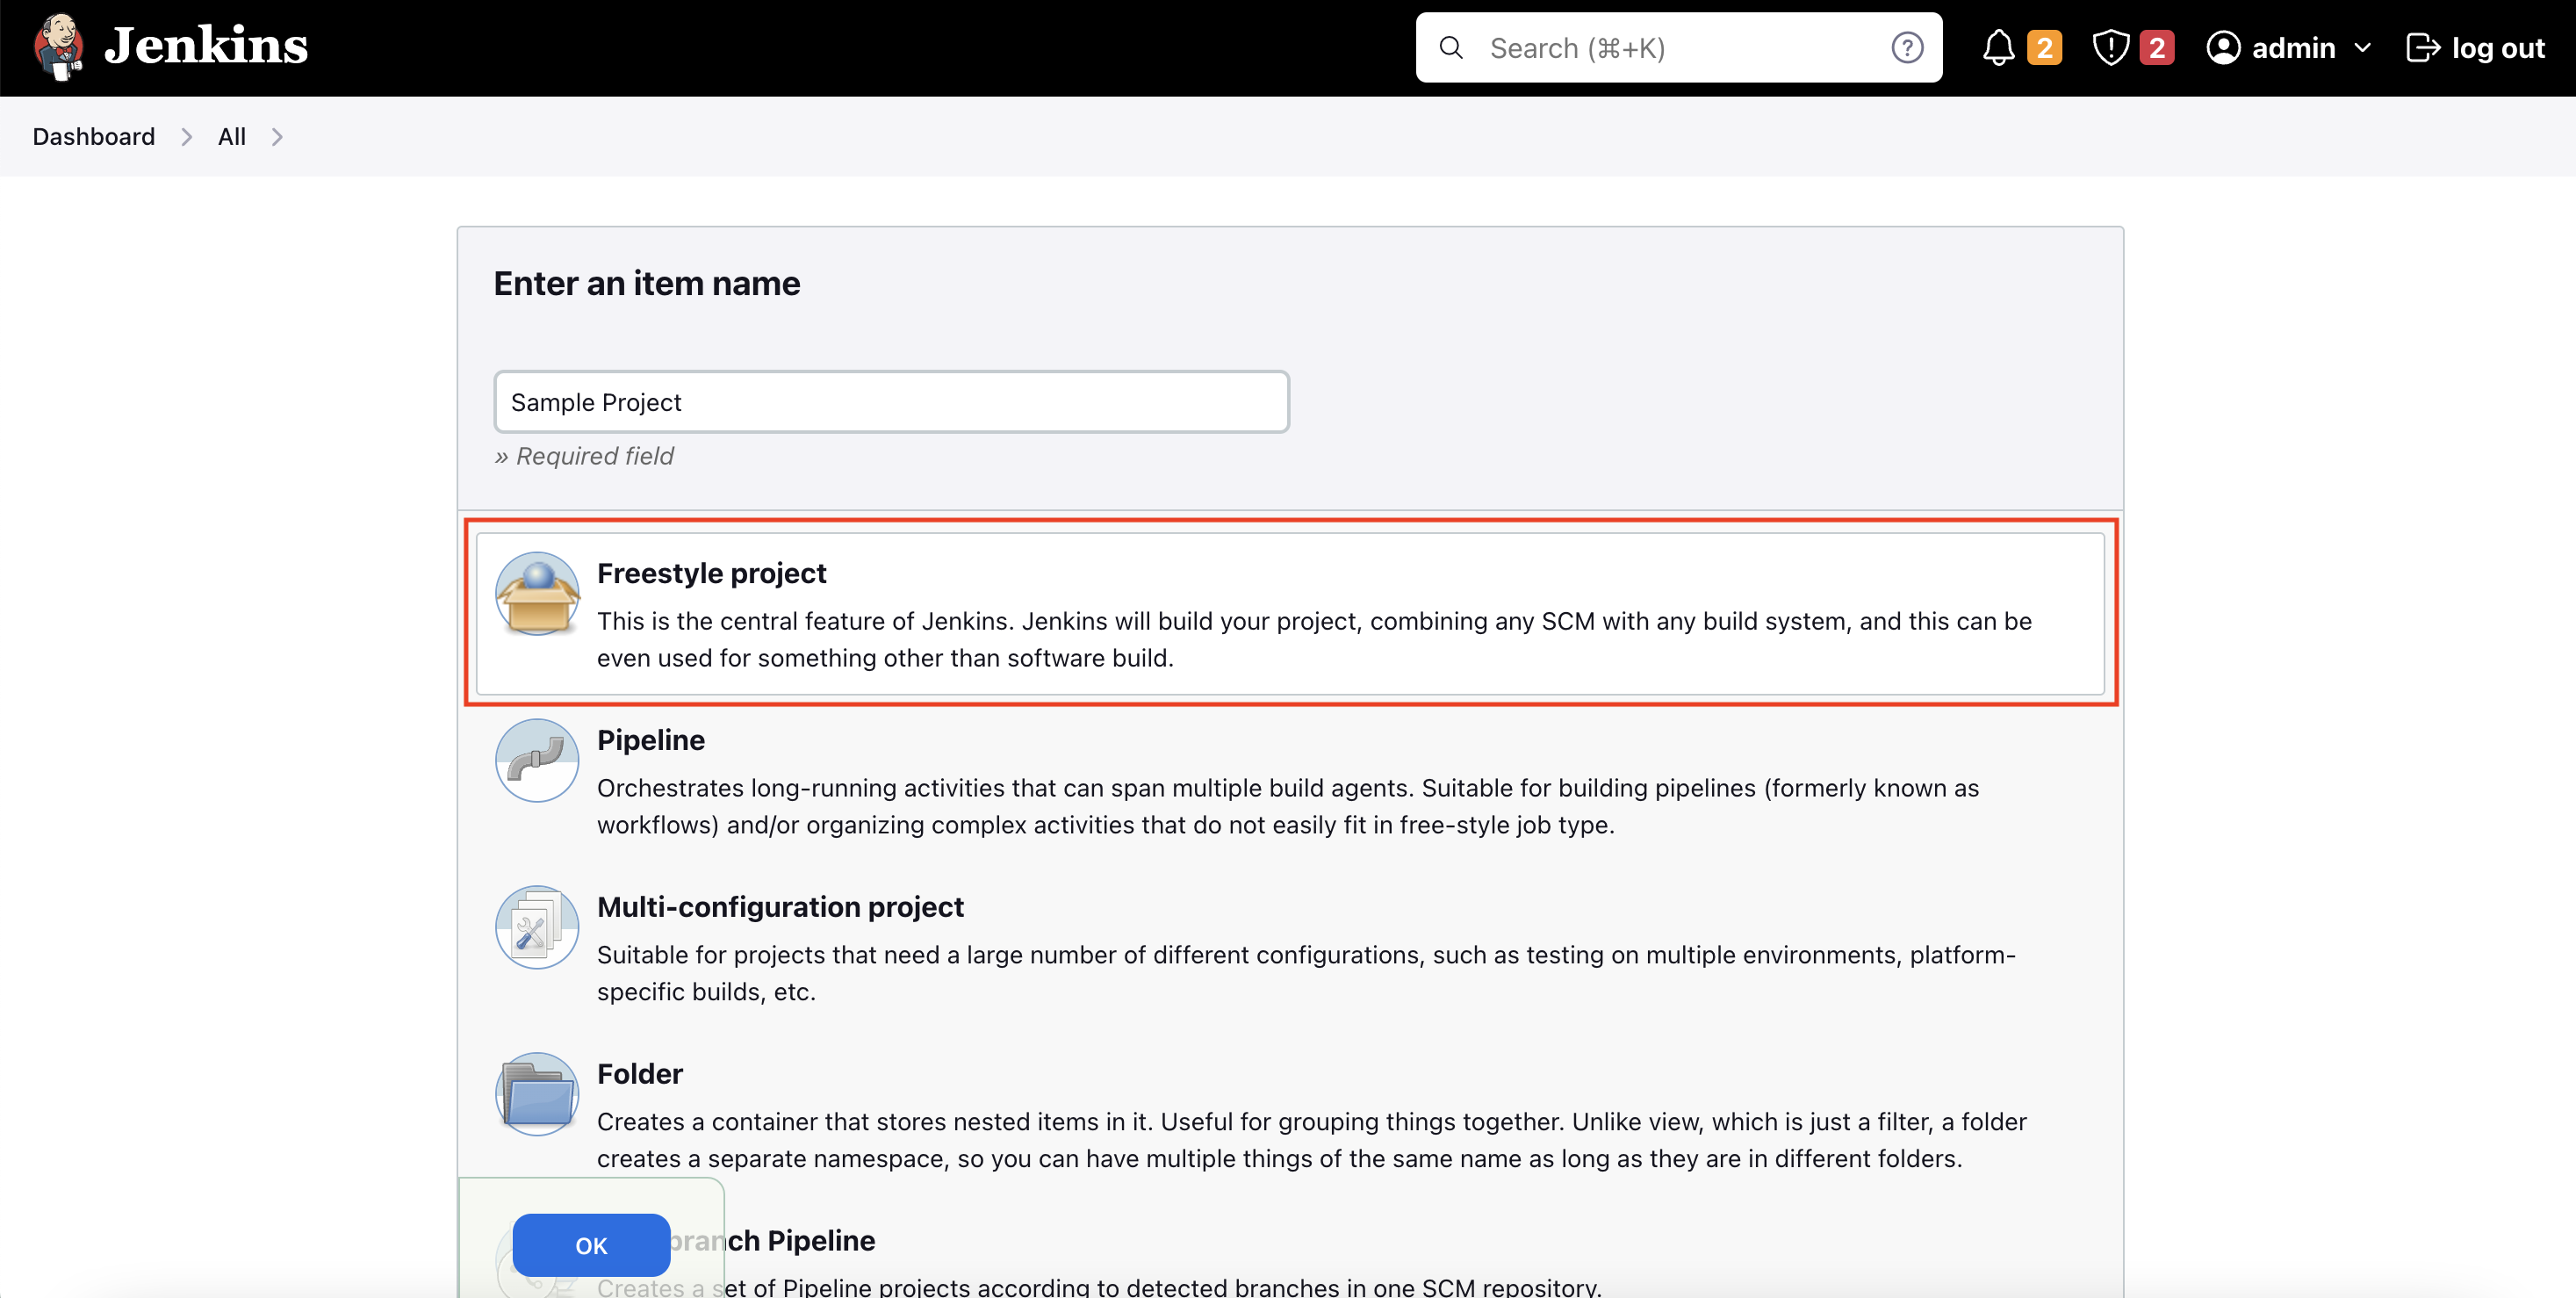 Jenkins
Search (⌘+K)
2
2
admin
log out
Dashboard
All
Enter an item name
Sample Project
» Required field
Freestyle project
This is the central feature of Jenkins. Jenkins will build your project, combining any SCM with any build system, and this can be
even used for something other than software build.
Pipeline
Orchestrates long-running activities that can span multiple build agents. Suitable for building pipelines (formerly known as
workflows) and/or organizing complex activities that do not easily fit in free-style job type.
Multi-configuration project
Suitable for projects that need a large number of different configurations, such as testing on multiple environments, platform-
specific builds, etc.
Folder
Creates a container that stores nested items in it. Useful for grouping things together. Unlike view, which is just a filter, a folder
creates a separate namespace, so you can have multiple things of the same name as long as they are in different folders.
OK
branch Pipeline
Creates a set of Pipeline projects according to detected branches in one SCM repository.